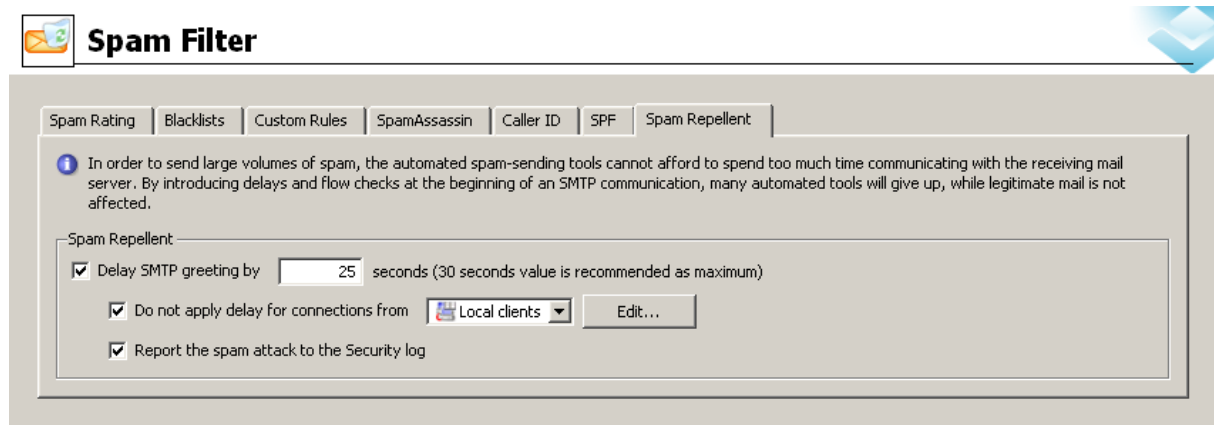 Spam Filter
Spam Rating Blacklists Custom Rules SpamAssassin Caller ID SPF Spam Repellent
In order to send large volumes of spam, the automated spam-sending tools cannot afford to spend too much time communicating with the receiving mail
server. By introducing delays and flow checks at the beginning of an SMTP communication, many automated tools will give up, while legitimate mail is not
affected.
Spam Repellent
Delay SMTP greeting by 25 seconds (30 seconds value is recommended as maximum)
Do not apply delay for connections from Local clients Edit...
Report the spam attack to the Security log